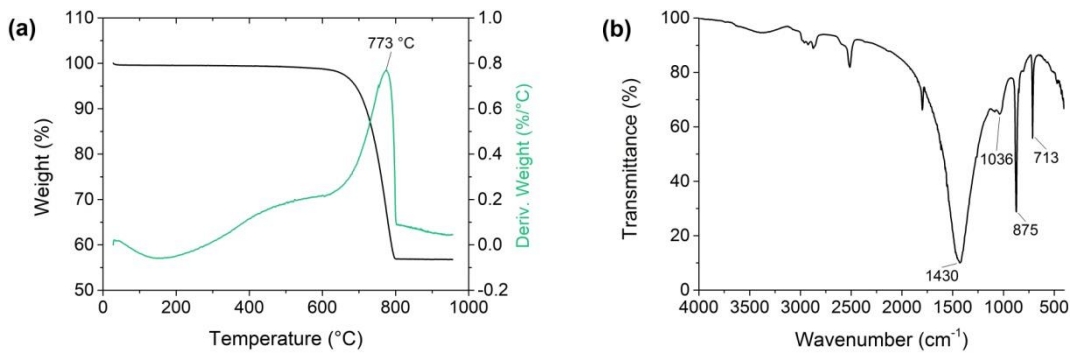 (a)
773 °C
Weight (%)
100
90
80
70
60
50
Deriv. Weight (%/°C)
1.0
0.8
0.6
0.4
0.2
0.0
-0.2
0 200 400 600 800 1000
Temperature (°C)
(b)
Transmittance (%)
100
80
60
40
20
0
1430
1036
875
713
4000 3500 3000 2500 2000 1500 1000 500
Wavenumber (cm⁻¹)